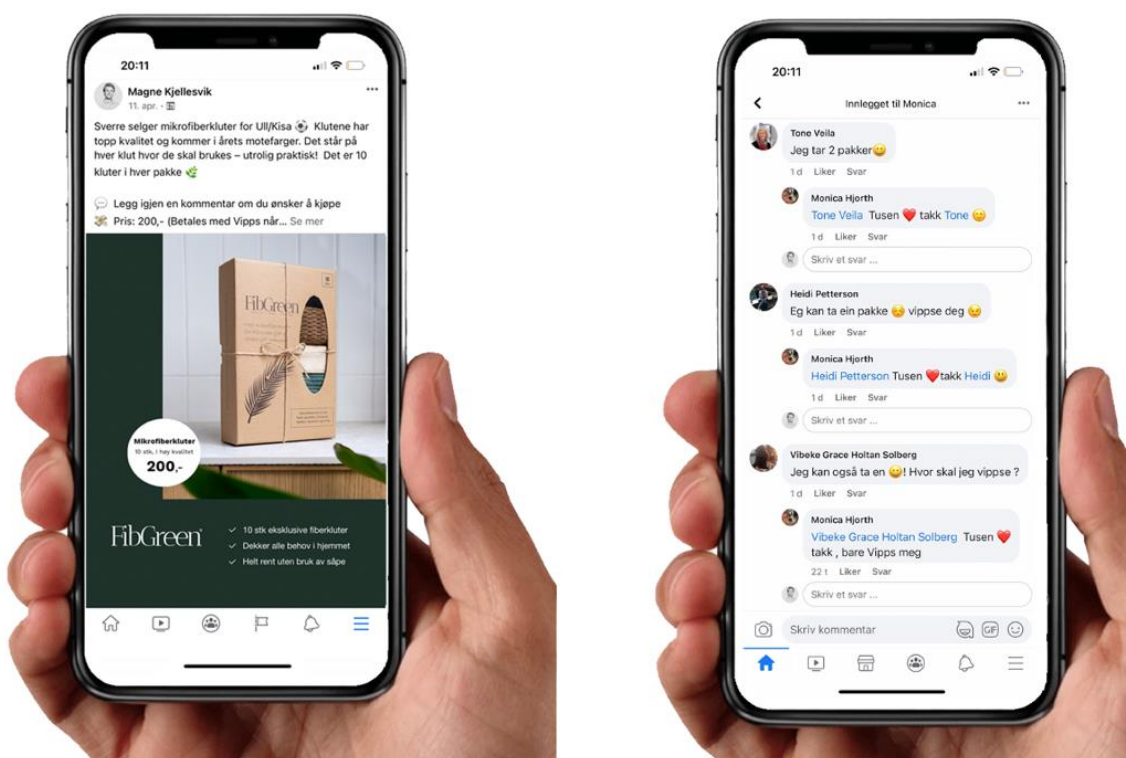 20:11
Magne Kjellesvik
11. apr. ·
Sverre selger mikrofiberkluter for Ull/Kisa ⚽ Klutene har
topp kvalitet og kommer i årets motefarger. Det står på
hver klut hvor de skal brukes – utrolig praktisk! Det er 10
kluter i hver pakke 🌿
💬 Legg igjen en kommentar om du ønsker å kjøpe
💸 Pris: 200,- (Betales med Vipps når... Se mer
FibGreen
Mikrofiberkluter
10 stk, i høy kvalitet
200,-
FibGreen
✓ 10 stk eksklusive fiberkluter
✓ Dekker alle behov i hjemmet
✓ Helt rent uten bruk av såpe
20:11
Innlegget til Monica
Tone Veila
Jeg tar 2 pakker😀
1 d Liker Svar
Monica Hjorth
Tone Veila Tusen ❤️ takk Tone 🙂
1 d Liker Svar
Skriv et svar ...
Heidi Petterson
Eg kan ta ein pakke ☺️ vippse deg 😉
1 d Liker Svar
Monica Hjorth
Heidi Petterson Tusen ❤️takk Heidi 😃
1 d Liker Svar
Skriv et svar ...
Vibeke Grace Holtan Solberg
Jeg kan også ta en 😀! Hvor skal jeg vippse ?
1 d Liker Svar
Monica Hjorth
Vibeke Grace Holtan Solberg Tusen ❤️
takk , bare Vipps meg
22 t Liker Svar
Skriv et svar ...
Skriv kommentar
GIF